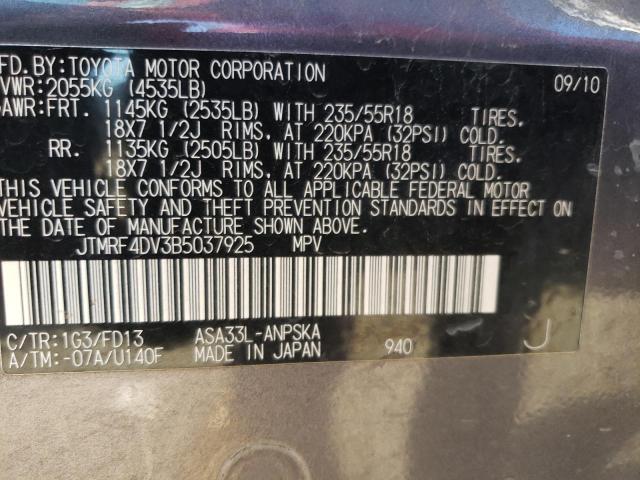 FD. BY: TOYOTA MOTOR CORPORATION 09/10
VWR: 2055KG (4535LB)
AWR: FRT. 1145KG (2535LB) WITH 235/55R18 TIRES.
18X7 1/2J RIMS. AT 220KPA (32PSI) COLD.
RR. 1135KG (2505LB) WITH 235/55R18 TIRES.
18X7 1/2J RIMS. AT 220KPA (32PSI) COLD.
THIS VEHICLE CONFORMS TO ALL APPLICABLE FEDERAL MOTOR
VEHICLE SAFETY AND THEFT PREVENTION STANDARDS IN EFFECT ON
THE DATE OF MANUFACTURE SHOWN ABOVE.
JTMRF4DV3B5037925 MPV
C/TR: 1G3/FD13 ASA33L-ANPSKA
A/TM: -07A/U140F MADE IN JAPAN 940 J